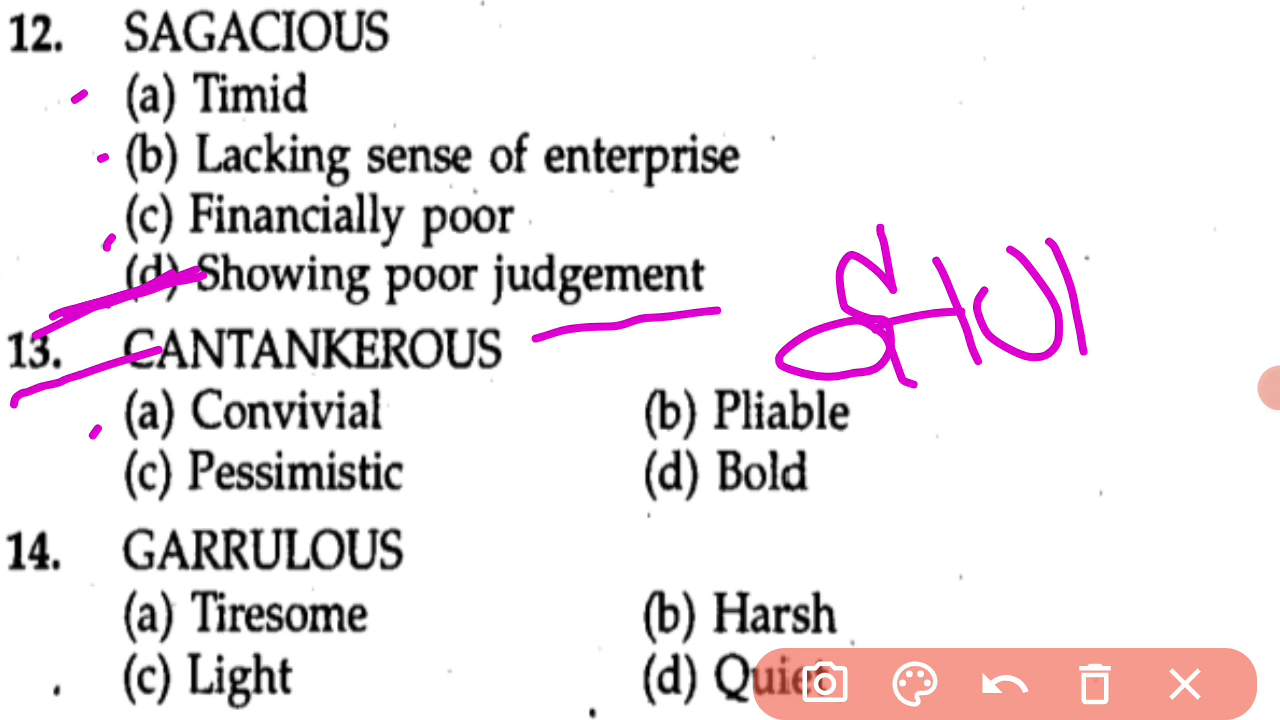 12. SAGACIOUS
(a) Timid
(b) Lacking sense of enterprise
(c) Financially poor
(d) Showing poor judgement
13. CANTANKEROUS
(a) Convivial (b) Pliable
(c) Pessimistic (d) Bold
14. GARRULOUS
(a) Tiresome (b) Harsh
(c) Light (d) Quiet